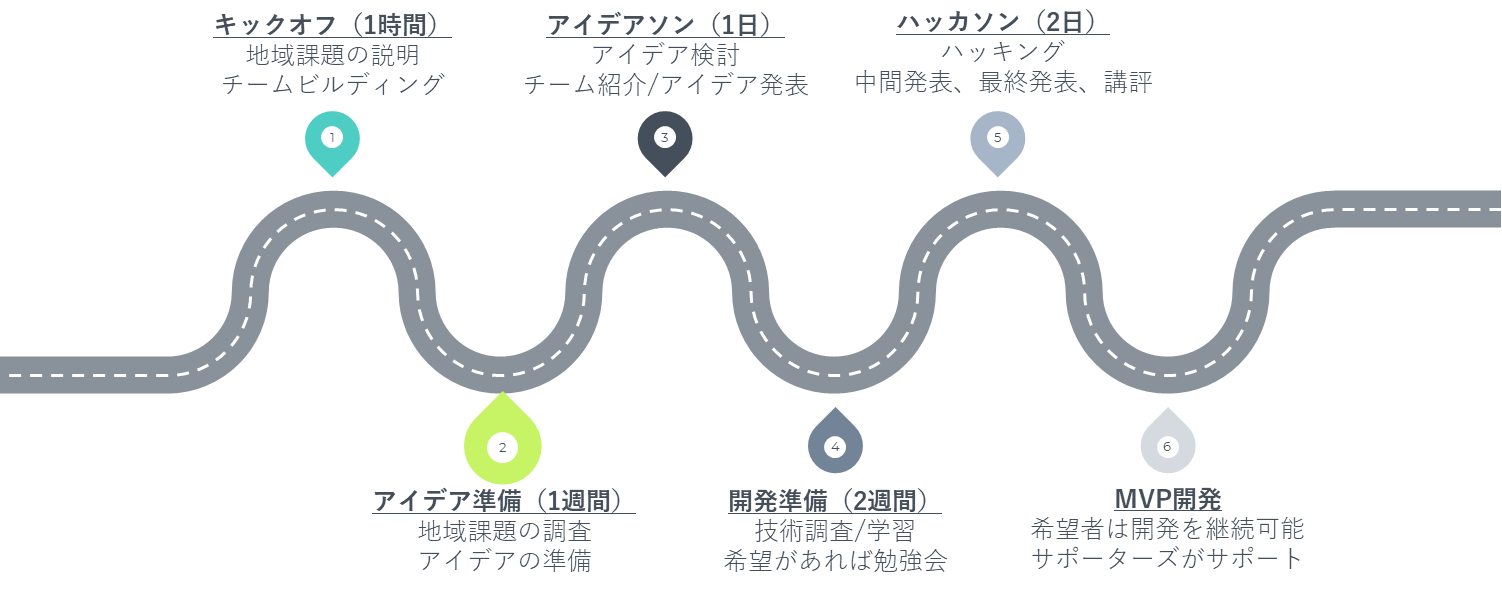 キックオフ（1時間）
地域課題の説明
チームビルディング
1
アイデア準備（1週間）
地域課題の調査
アイデアの準備
2
アイデアソン（1日）
アイデア検討
チーム紹介/アイデア発表
3
開発準備（2週間）
技術調査/学習
希望があれば勉強会
4
ハッカソン（2日）
ハッキング
中間発表、最終発表、講評
5
MVP開発
希望者は開発を継続可能
サポーターズがサポート
6